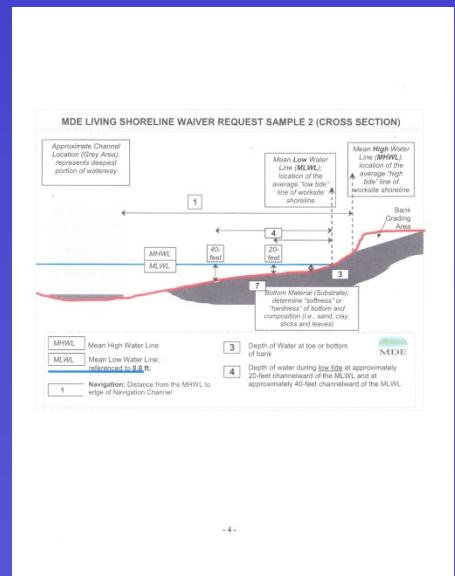 MDE LIVING SHORELINE WAIVER REQUEST SAMPLE 2 (CROSS SECTION)
Approximate Channel
Location (Grey Area);
represents deepest
portion of waterway
Mean Low Water
Line (MLWL);
location of the
average "low tide"
line of worksite
shoreline
Mean High Water
Line (MHWL);
location of the
average "high
tide" line of
worksite shoreline
1
Bank
Grading
Area
4
40-
feet
20-
feet
MHWL
MLWL
3
7
Bottom Material (Substrate);
determine "softness" or
"hardness" of bottom and
composition (i.e., sand, clay,
sticks and leaves)
MHWL
Mean High Water Line
MLWL
Mean Low Water Line;
referenced to 0.0 ft.
1
Navigation: Distance from the MHWL to
edge of Navigation Channel
3
Depth of Water at toe or bottom
of bank
4
Depth of water during low tide at approximately
20-feet channelward of the MLWL and at
approximately 40-feet channelward of the MLWL
MDE
- 4 -